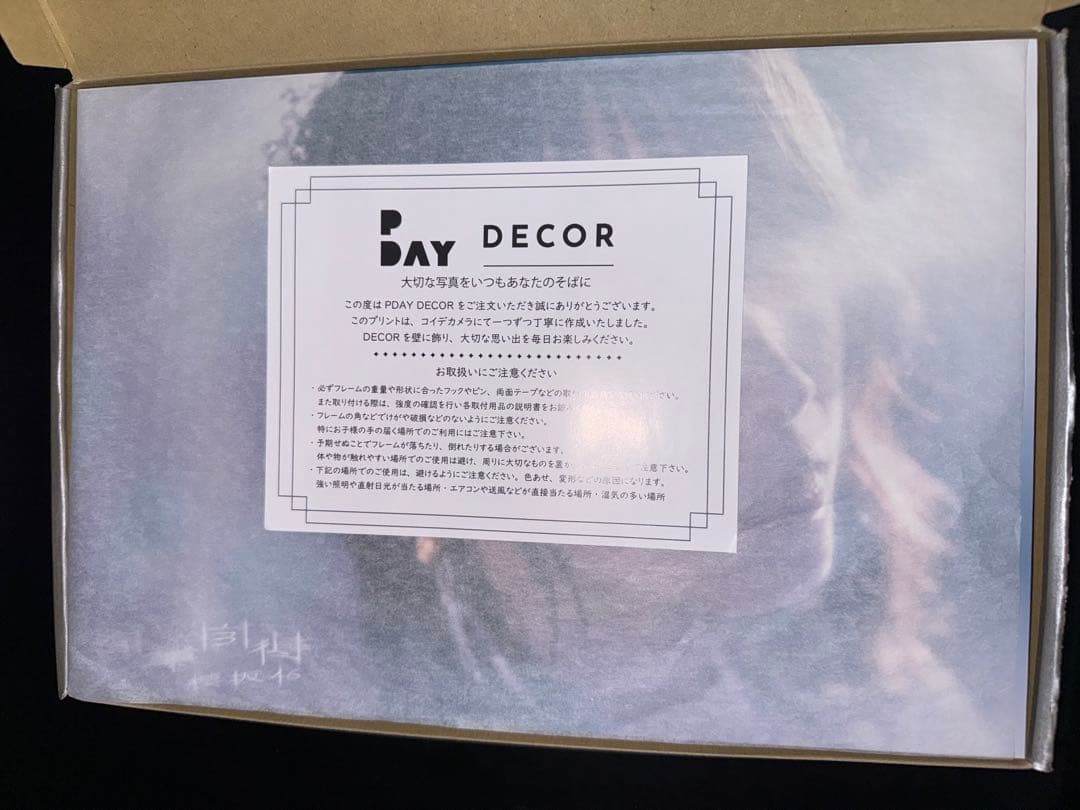 P
DAY DECOR
大切な写真をいつもあなたのそばに
この度は PDAY DECOR をご注文いただき誠にありがとうございます。
このプリントは、コイデカメラにて一つずつ丁寧に作成いたしました。
DECOR を壁に飾り、大切な思い出を毎日お楽しみください。
お取扱いにご注意ください
・必ずフレームの重量や形状に合ったフックやピン、両面テープなどの取
また取り付ける際は、強度の確認を行い各取付用品の説明書をお読
・フレームの角などでけがや破損などのないようにご注意ください。
特にお子様の手の届く場所でのご利用にはご注意下さい。
・予期せぬことでフレームが落ちたり、倒れたりする場合がございます。
体や物が触れやすい場所でのご使用は避け、周りに大切なものを置か 注意下さい。
・下記の場所でのご使用は、避けるようにご注意ください。色あせ、変形などの原因になります。
強い照明や直射日光が当たる場所・エアコンや送風などが直接当たる場所・湿気の多い場所